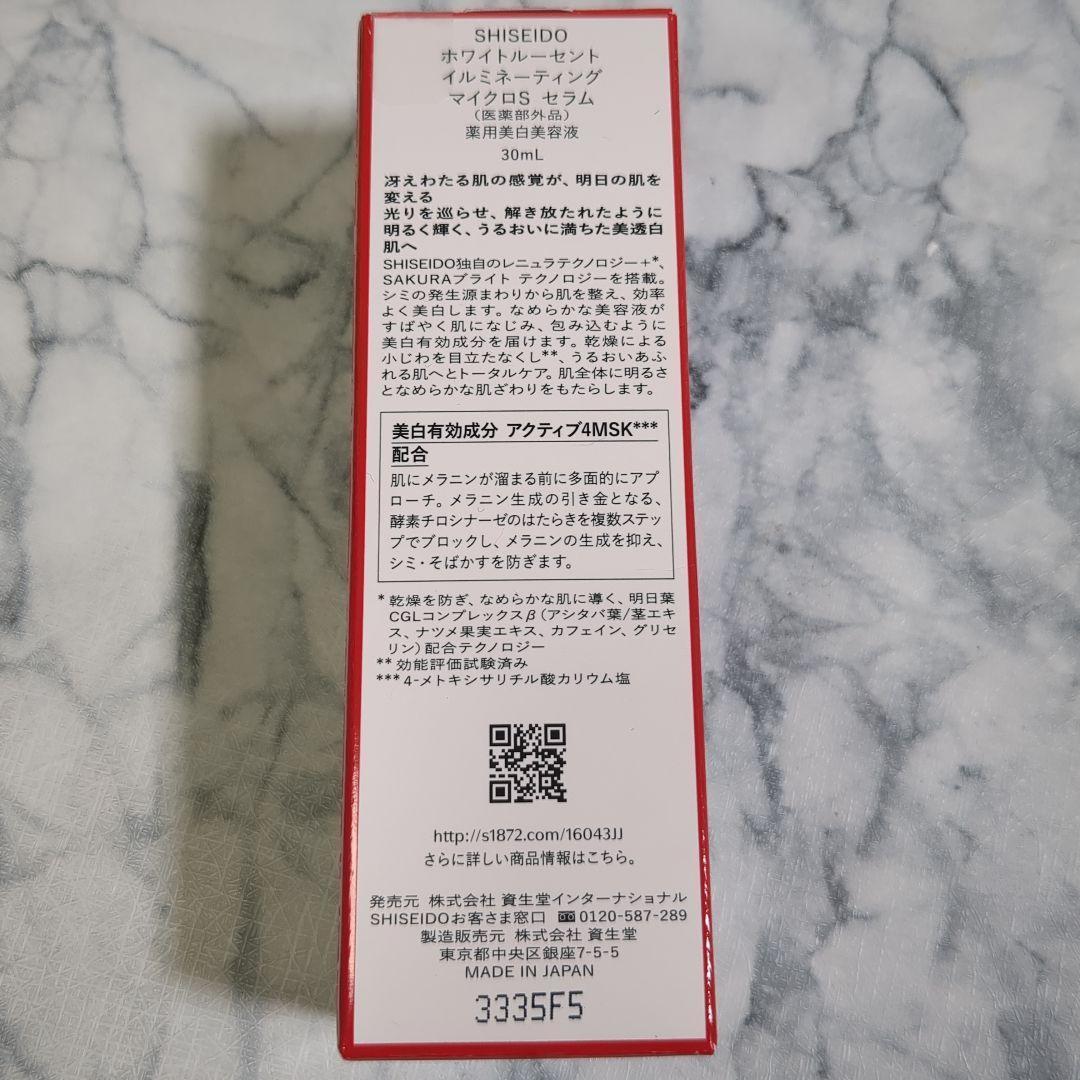 SHISEIDO
ホワイトルーセント
イルミネーティング
マイクロS セラム
(医薬部外品)
薬用美白美容液
30mL
冴えわたる肌の感覚が、明日の肌を
変える
光りを巡らせ、解き放たれたように
明るく輝く、うるおいに満ちた美透白
肌へ
SHISEIDO独自のレニュラテクノロジー+*、
SAKURAブライト テクノロジーを搭載。
シミの発生源まわりから肌を整え、効率
よく美白します。なめらかな美容液が
すばやく肌になじみ、包み込むように
美白有効成分を届けます。乾燥による
小じわを目立たなくし**、うるおいあふ
れる肌へとトータルケア。肌全体に明るさ
となめらかな肌ざわりをもたらします。
美白有効成分 アクティブ4MSK***
配合
肌にメラニンが溜まる前に多面的にアプ
ローチ。メラニン生成の引き金となる、
酵素チロシナーゼのはたらきを複数ステッ
プでブロックし、メラニンの生成を抑え、
シミ・そばかすを防ぎます。
* 乾燥を防ぎ、なめらかな肌に導く、明日葉
CGLコンプレックスβ(アシタバ葉/茎エキ
ス、ナツメ果実エキス、カフェイン、グリセ
リン)配合テクノロジー
** 効能評価試験済み
*** 4-メトキシサリチル酸カリウム塩
http://s1872.com/16043JJ
さらに詳しい商品情報はこちら。
発売元 株式会社 資生堂インターナショナル
SHISEIDOお客さま窓口 0120-587-289
製造販売元 株式会社 資生堂
東京都中央区銀座7-5-5
MADE IN JAPAN
3335F5